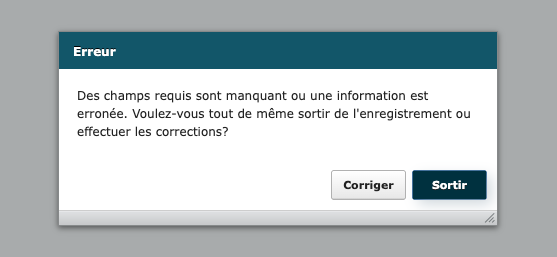 Erreur
Des champs requis sont manquant ou une information est
erronée. Voulez-vous tout de même sortir de l'enregistrement ou
effectuer les corrections?
Corriger
Sortir